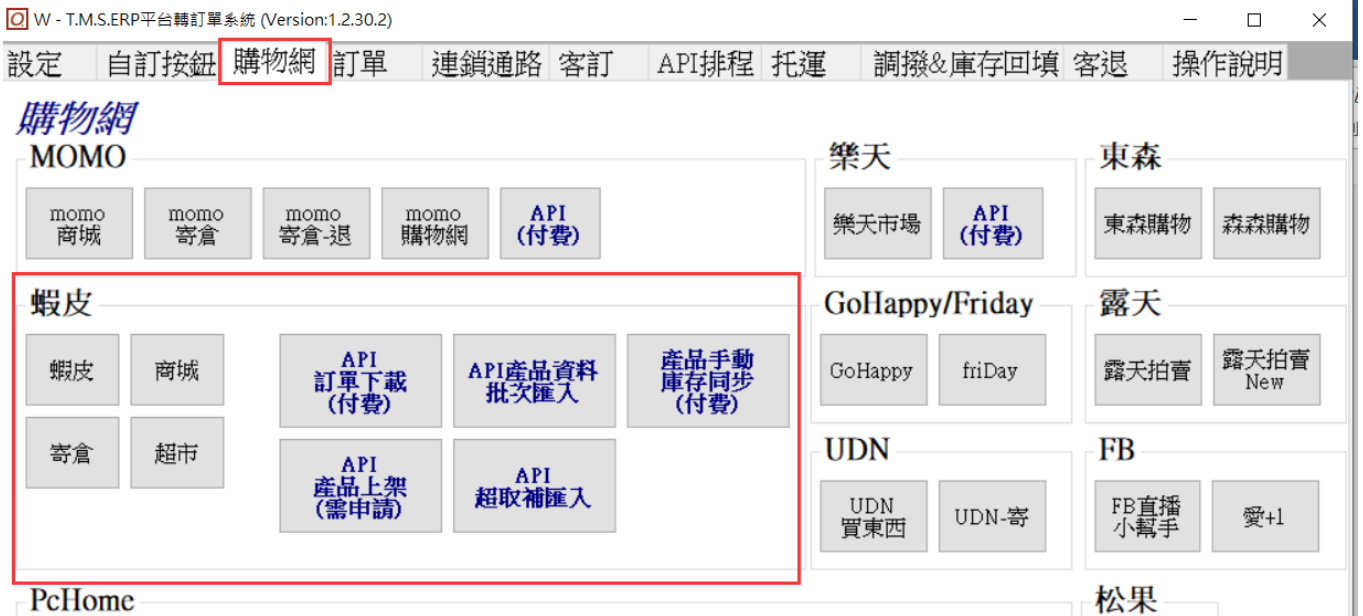 W - T.M.S.ERP平台轉訂單系統 (Version:1.2.30.2)
設定 自訂按鈕 購物網 訂單 連鎖通路 客訂 API排程 托運 調撥&庫存回填 客退 操作說明
購物網
MOMO
momo
商城
momo
寄倉
momo
寄倉-退
momo
購物網
API
(付費)
樂天
樂天市場
API
(付費)
東森
東森購物
森森購物
蝦皮
蝦皮
商城
寄倉
超市
API
訂單下載
(付費)
API產品資料
批次匯入
產品手動
庫存同步
(付費)
API
產品上架
(需申請)
API
超取補匯入
GoHappy/Friday
GoHappy
friDay
露天
露天拍賣
露天拍賣
New
UDN
UDN
買東西
UDN-寄
FB
FB直播
小幫手
愛+1
PcHome
松果